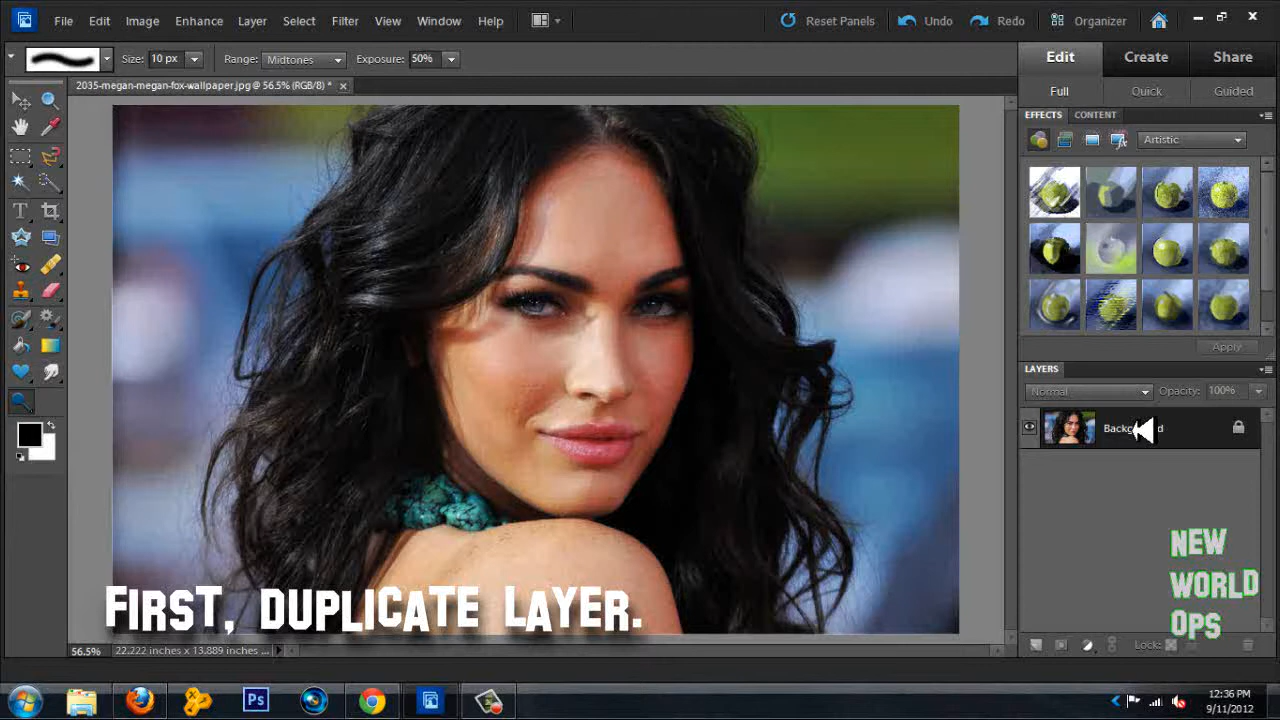 File Edit Image Enhance Layer Select Filter View Window Help Reset Panels Undo Redo Organizer
Size: 10 px Range: Midtones Exposure: 50% Edit Create Share
2035-megan-megan-fox-wallpaper.jpg @ 56.5% (RGB/8) * Full Quick Guided
EFFECTS CONTENT
Artistic
Apply
LAYERS
Normal Opacity: 100%
NEW
WORLD
OPS
First, duplicate layer.
56.5% 22.222 inches x 13.889 inches ... Lock:
Ps 12:36 PM
9/11/2012